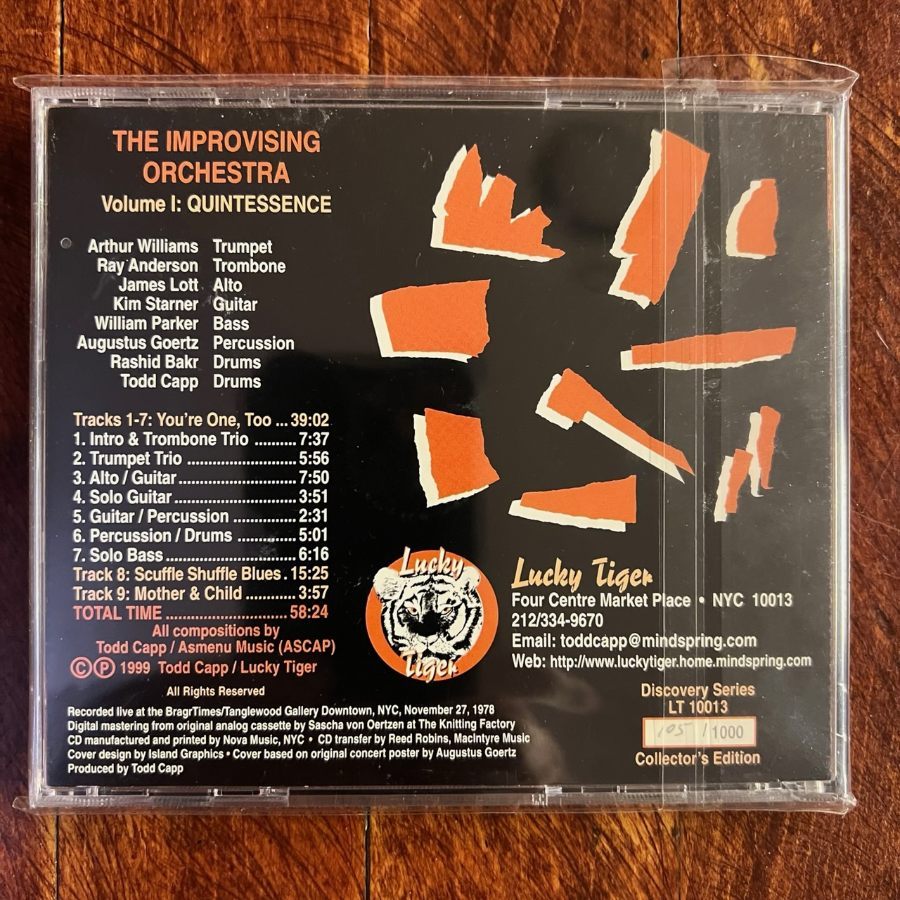 THE IMPROVISING
ORCHESTRA
Volume I: QUINTESSENCE
Arthur Williams Trumpet
Ray Anderson Trombone
James Lott Alto
Kim Starner Guitar
William Parker Bass
Augustus Goertz Percussion
Rashid Bakr Drums
Todd Capp Drums
Tracks 1-7: You're One, Too ... 39:02
1. Intro & Trombone Trio .......... 7:37
2. Trumpet Trio ......................... 5:56
3. Alto / Guitar ........................... 7:50
4. Solo Guitar ............................ 3:51
5. Guitar / Percussion .............. 2:31
6. Percussion / Drums ............. 5:01
7. Solo Bass .............................. 6:16
Track 8: Scuffle Shuffle Blues . 15:25
Track 9: Mother & Child ........... 3:57
TOTAL TIME ............................ 58:24
All compositions by
Todd Capp / Asmenu Music (ASCAP)
© ℗ 1999 Todd Capp / Lucky Tiger
All Rights Reserved
Recorded live at the BragrTimes/Tanglewood Gallery Downtown, NYC, November 27, 1978
Digital mastering from original analog cassette by Sascha von Oertzen at The Knitting Factory
CD manufactured and printed by Nova Music, NYC • CD transfer by Reed Robins, MacIntyre Music
Cover design by Island Graphics • Cover based on original concert poster by Augustus Goertz
Produced by Todd Capp
Lucky
Tiger
Lucky Tiger
Four Centre Market Place • NYC 10013
212/334-9670
Email: toddcapp@mindspring.com
Web: http://www.luckytiger.home.mindspring.com
Discovery Series
LT 10013
105 / 1000
Collector's Edition